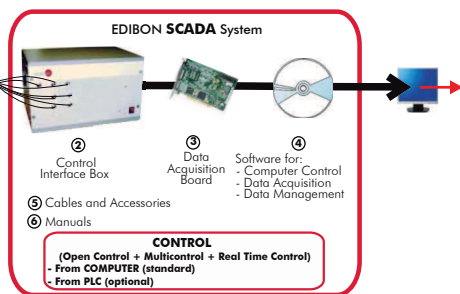 EDIBON SCADA System
②
Control
Interface Box
③
Data
Acquisition
Board
④
Software for:
- Computer Control
- Data Acquisition
- Data Management
⑤ Cables and Accessories
⑥ Manuals
CONTROL
(Open Control + Multicontrol + Real Time Control)
- From COMPUTER (standard)
- From PLC (optional)